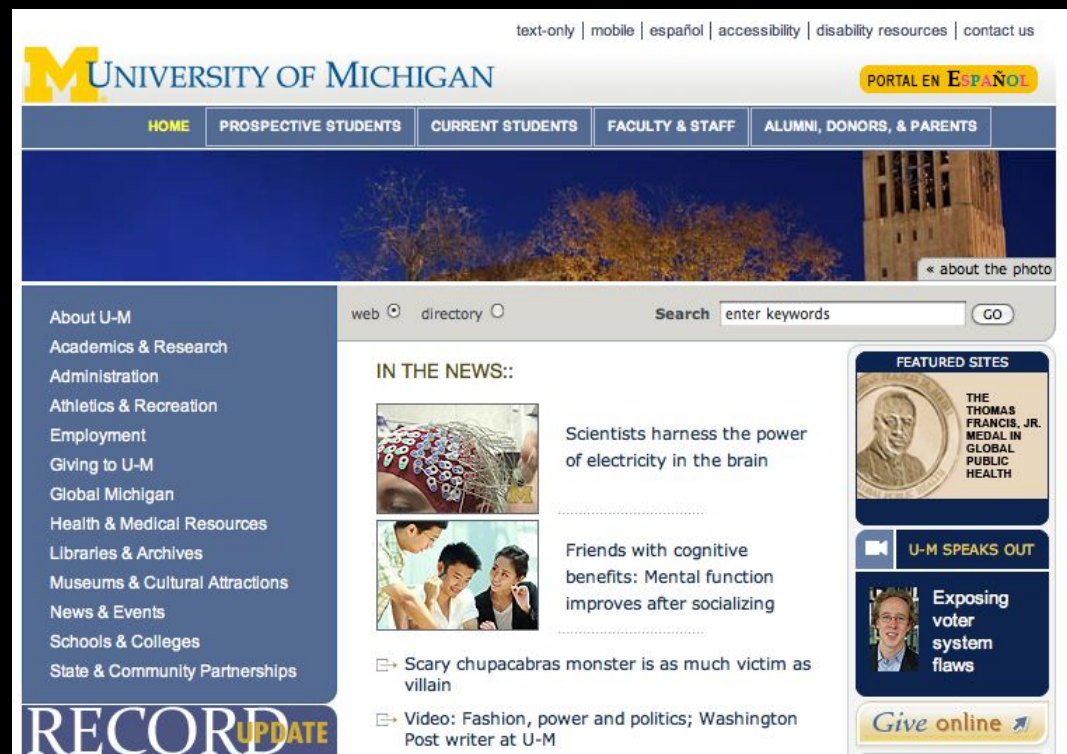 text-only | mobile | español | accessibility | disability resources | contact us
M UNIVERSITY OF MICHIGAN
PORTAL EN ESPAÑOL
HOME
PROSPECTIVE STUDENTS
CURRENT STUDENTS
FACULTY & STAFF
ALUMNI, DONORS, & PARENTS
« about the photo
About U-M
Academics & Research
Administration
Athletics & Recreation
Employment
Giving to U-M
Global Michigan
Health & Medical Resources
Libraries & Archives
Museums & Cultural Attractions
News & Events
Schools & Colleges
State & Community Partnerships
RECORD UPDATE
web
directory
Search
enter keywords
GO
IN THE NEWS::
M
Scientists harness the power
of electricity in the brain
Friends with cognitive
benefits: Mental function
improves after socializing
Scary chupacabras monster is as much victim as
villain
Video: Fashion, power and politics; Washington
Post writer at U-M
FEATURED SITES
THE
THOMAS
FRANCIS, JR.
MEDAL IN
GLOBAL
PUBLIC
HEALTH
U-M SPEAKS OUT
Exposing
voter
system
flaws
Give online